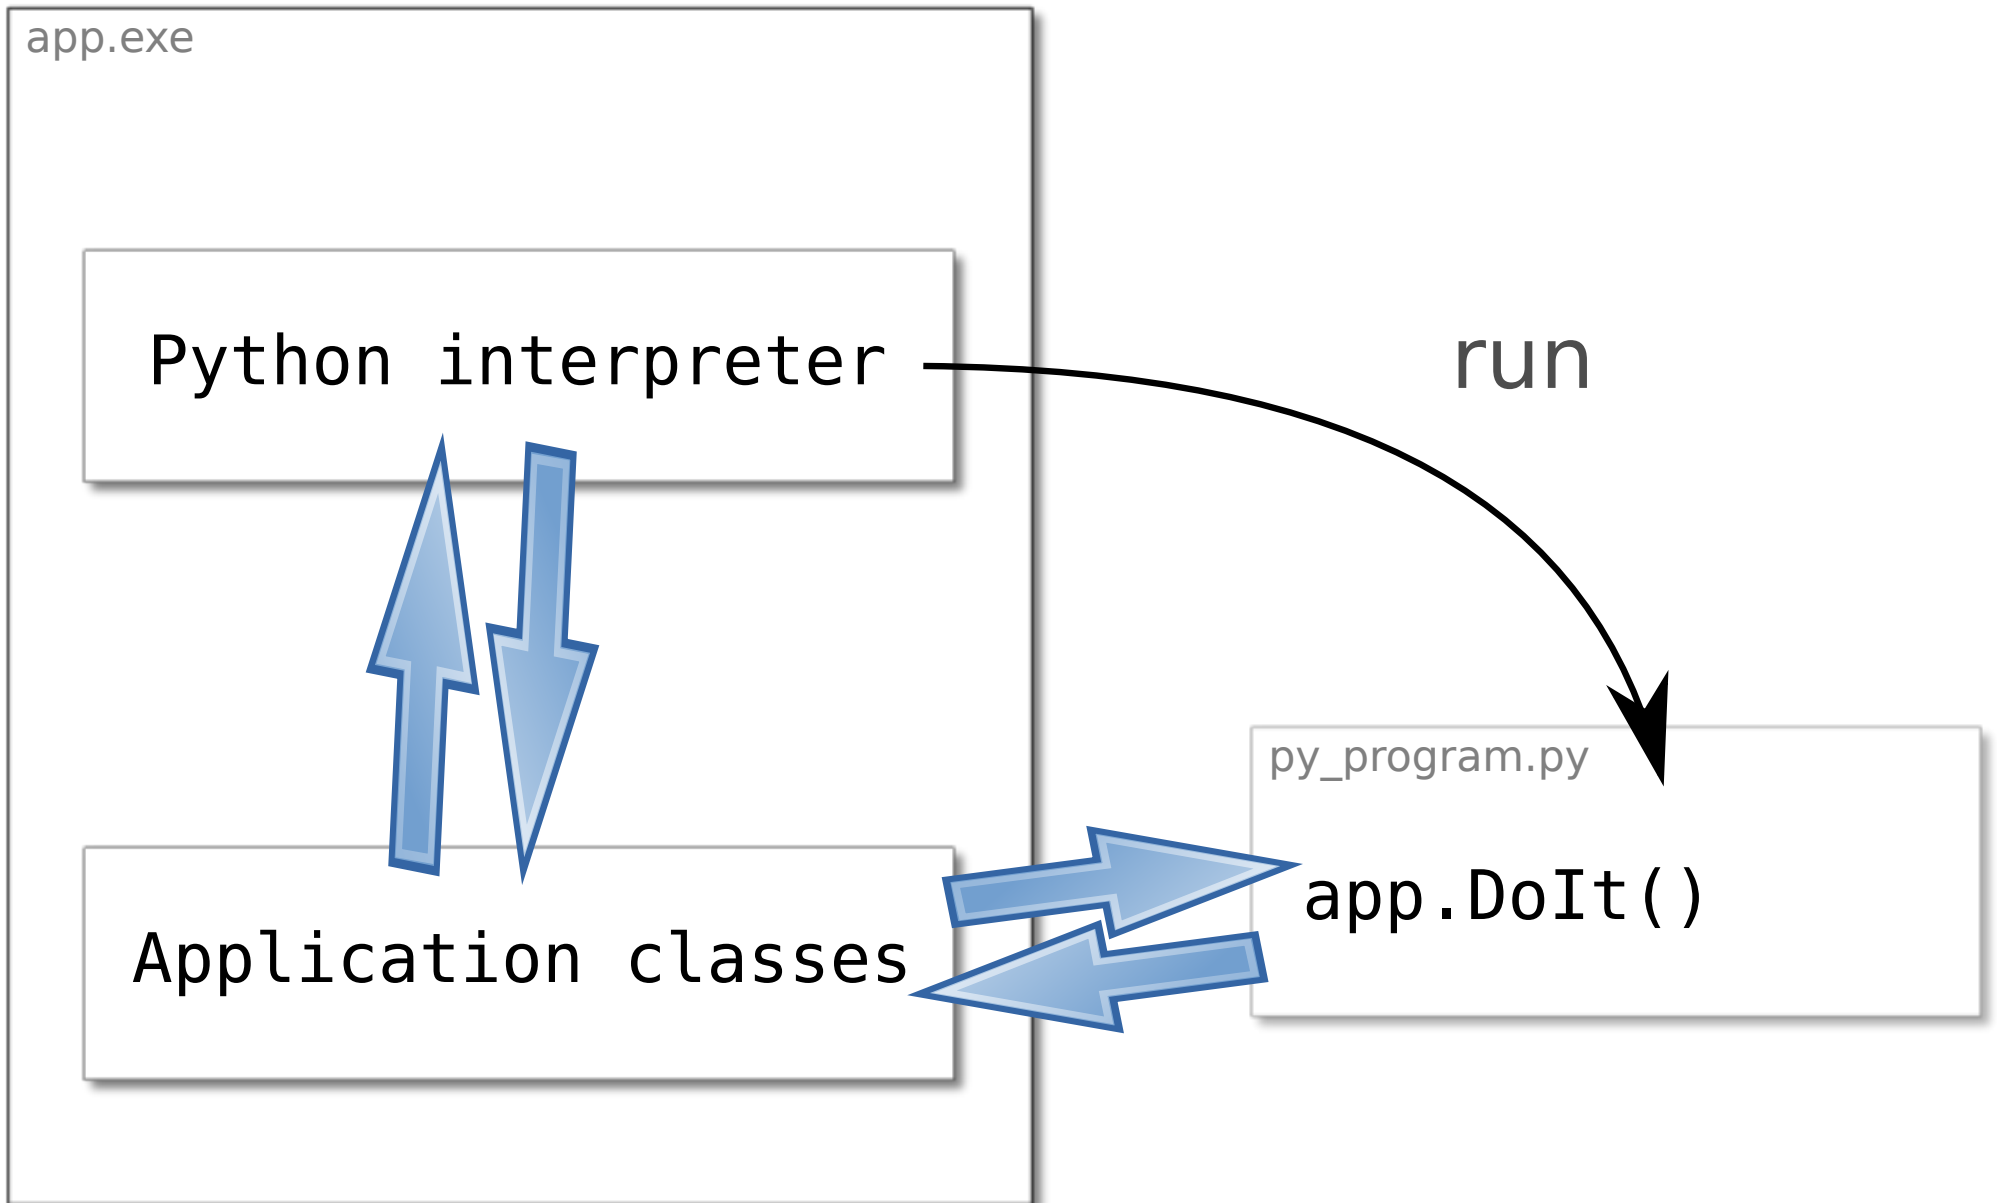 app.exe
Python interpreter
run
py_program.py
app.DoIt()
Application classes